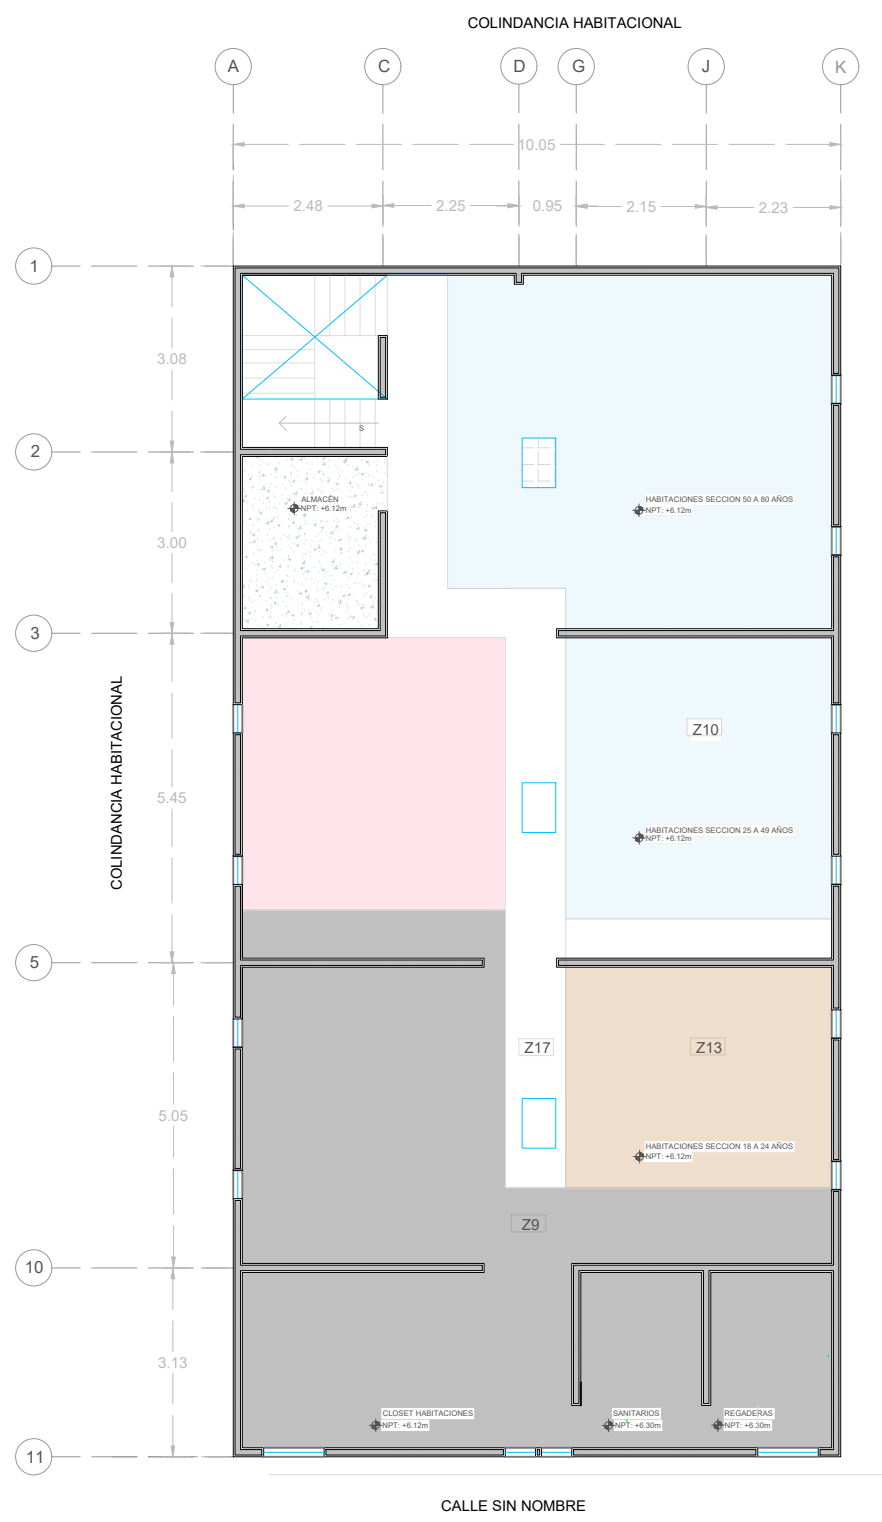 COLINDANCIA HABITACIONAL
A
C
D
G
J
K
10.05
2.48
2.25
0.95
2.15
2.23
1
3.08
S
2
ALMACÉN
NPT: +6.12m
HABITACIONES SECCION 50 A 80 AÑOS
NPT: +6.12m
3.00
3
COLINDANCIA HABITACIONAL
Z10
5.45
HABITACIONES SECCION 25 A 49 AÑOS
NPT: +6.12m
5
Z17
Z13
5.05
HABITACIONES SECCION 18 A 24 AÑOS
NPT: +6.12m
Z9
10
3.13
CLOSET HABITACIONES
NPT: +6.12m
SANITARIOS
NPT: +6.30m
REGADERAS
NPT: +6.30m
11
CALLE SIN NOMBRE